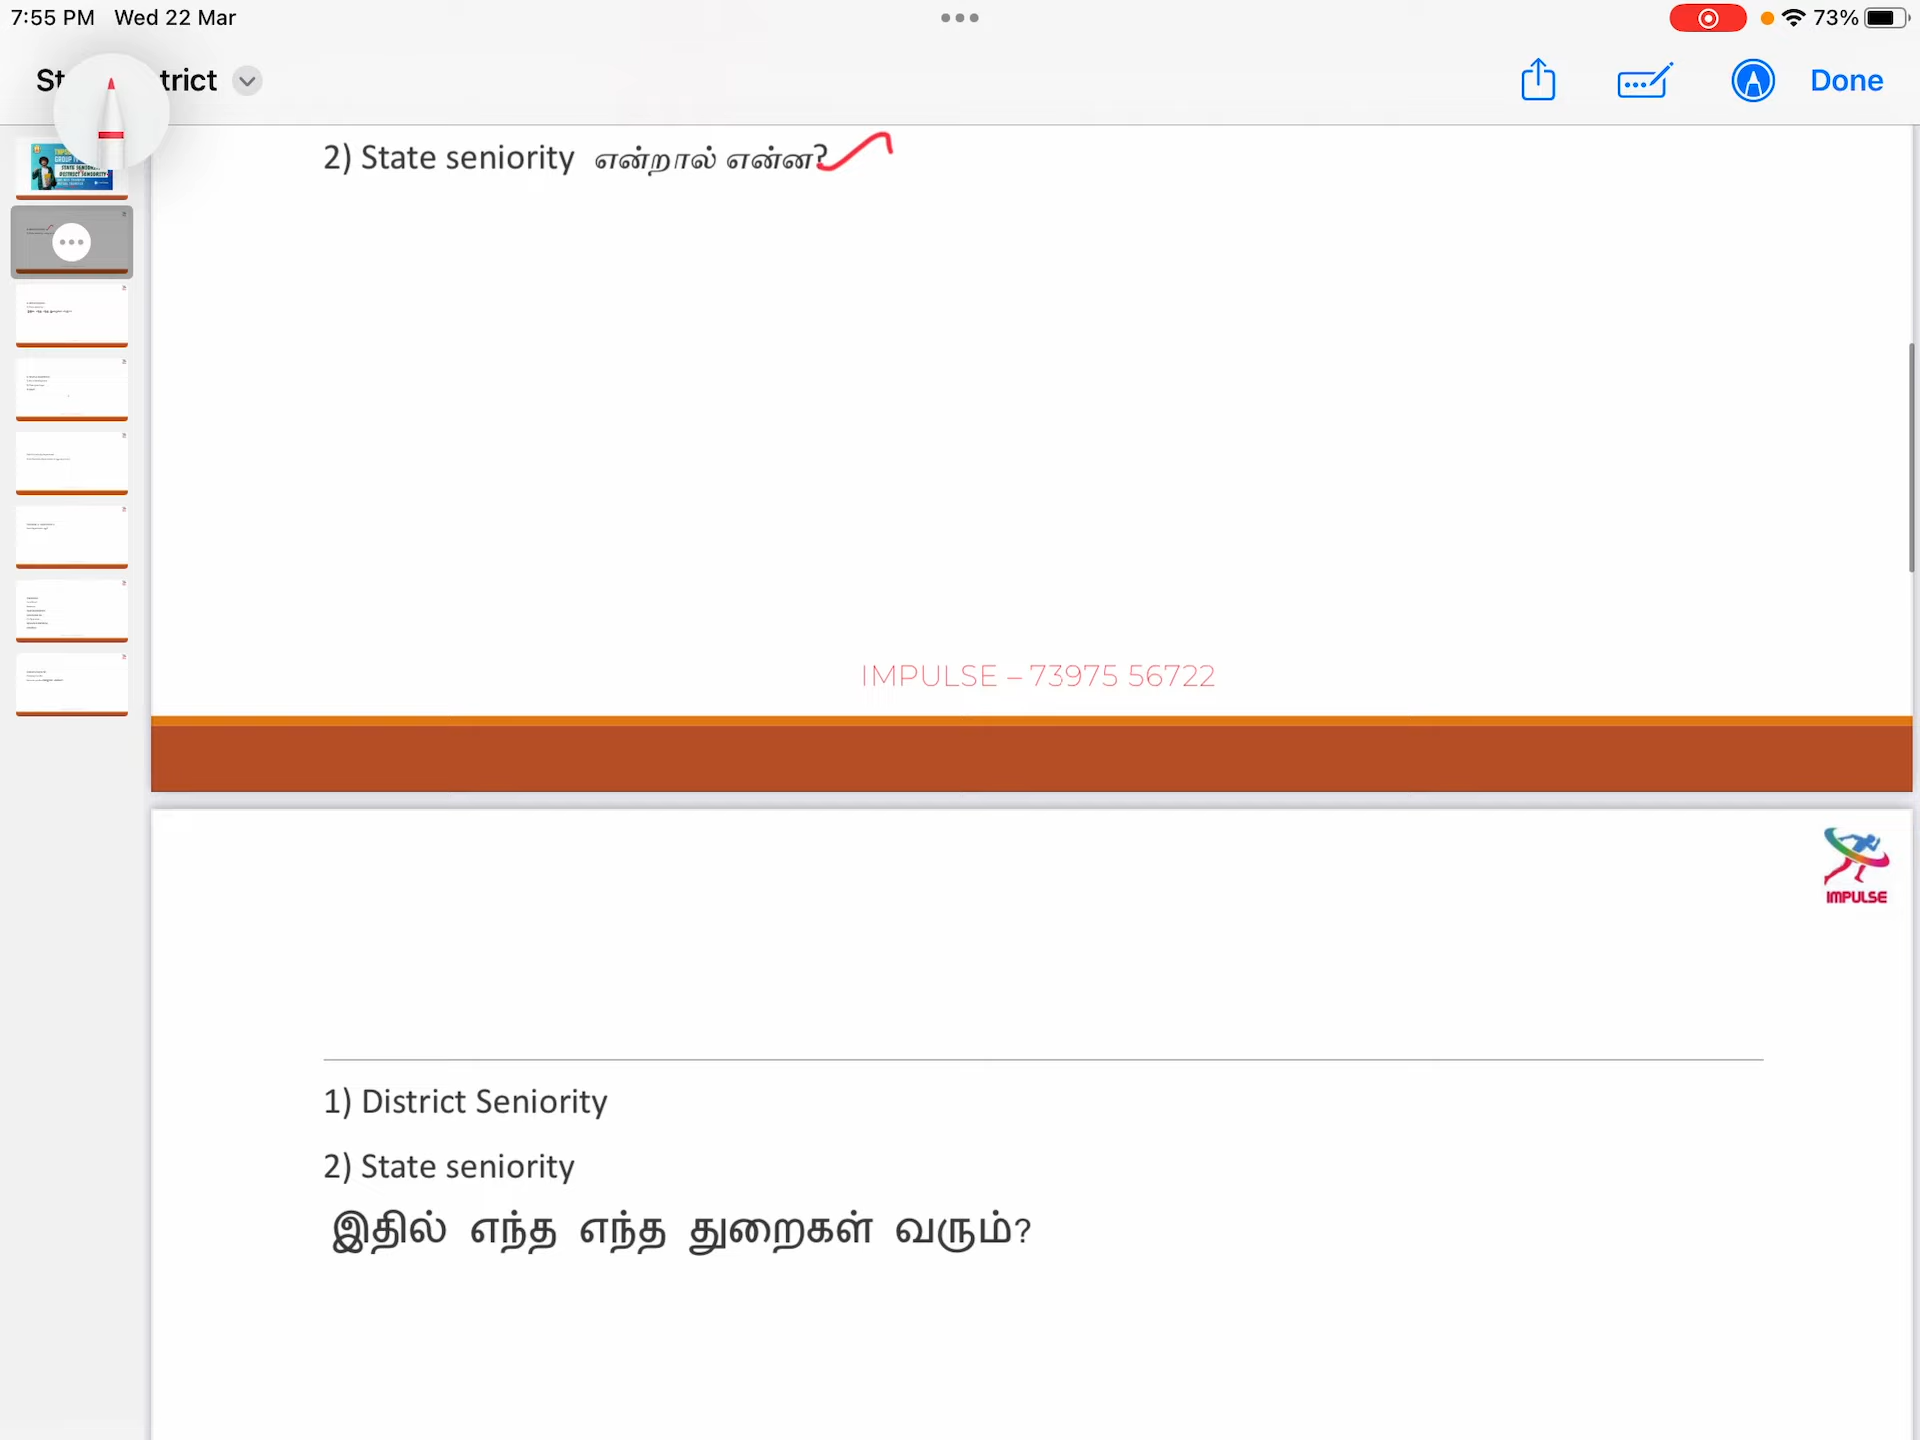 7:55 PM Wed 22 Mar
73%
trict
Done
2) State seniority என்றால் என்ன?
IMPULSE – 73975 56722
IMPULSE
1) District Seniority
2) State seniority
இதில் எந்த எந்த துறைகள் வரும்?